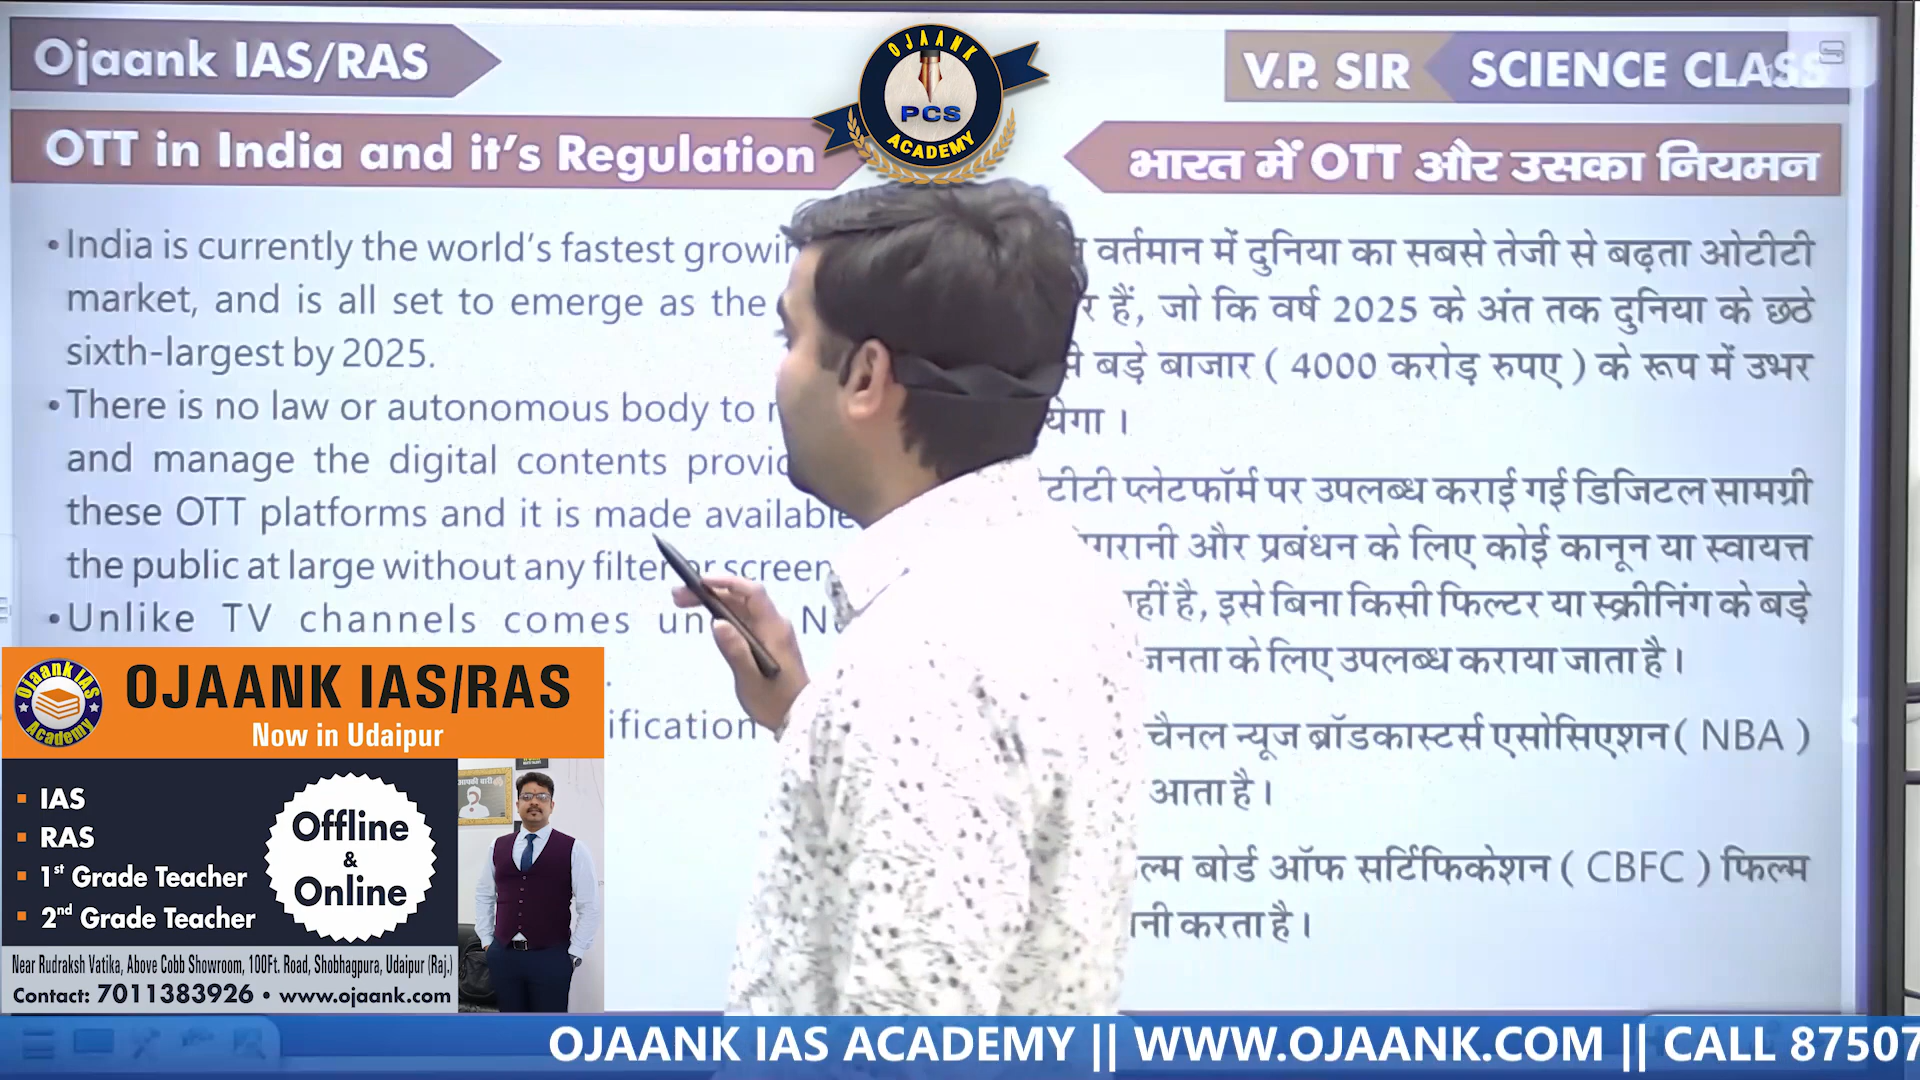 Ojaank IAS/RAS
OJAANK
PCS
ACADEMY
V.P. SIR
SCIENCE CLASS
OTT in India and it's Regulation
भारत में OTT और उसका नियमन
•India is currently the world's fastest
market, and is all set to emerge as the
sixth-largest by 2025.
•There is no law or autonomous body to
and manage the digital contents
these OTT platforms and it is made available
the public at large without any filter or
•Unlike TV channels comes
वर्तमान में दुनिया का सबसे तेजी से बढ़ता ओटीटी
हैं, जो कि वर्ष 2025 के अंत तक दुनिया के छठे
बड़े बाजार ( 4000 करोड़ रुपए ) के रूप में उभर
।
प्लेटफॉर्म पर उपलब्ध कराई गई डिजिटल सामग्री
और प्रबंधन के लिए कोई कानून या स्वायत्त
है, इसे बिना किसी फिल्टर या स्क्रीनिंग के बड़े
जनता के लिए उपलब्ध कराया जाता है।
चैनल न्यूज ब्रॉडकास्टर्स एसोसिएशन( NBA )
आता है।
बोर्ड ऑफ सर्टिफिकेशन ( CBFC ) फिल्म
करता है।
Ojaank IAS
Academy
OJAANK IAS/RAS
Now in Udaipur
IAS
RAS
1st Grade Teacher
2nd Grade Teacher
Offline
&
Online
Near Rudraksh Vatika, Above Cobb Showroom, 100Ft. Road, Shobhagpura, Udaipur (Raj.)
Contact: 7011383926 • www.ojaank.com
OJAANK IAS ACADEMY || WWW.OJAANK.COM || CALL 87507